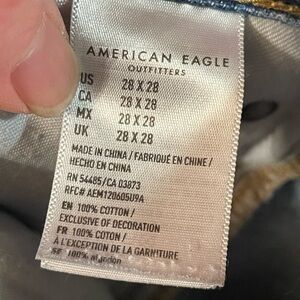 AMERICAN EAGLE
OUTFITTERS
US 28 X 28
CA 28 X 28
MX 28 X 28
UK 28 X 28
MADE IN CHINA / FABRIQUÉ EN CHINE /
HECHO EN CHINA
RN 54485/CA 03873
RFC# AEM120605U9A
EN 100% COTTON /
EXCLUSIVE OF DECORATION
FR 100% COTON /
À L'EXCEPTION DE LA GARNITURE
100% algodon